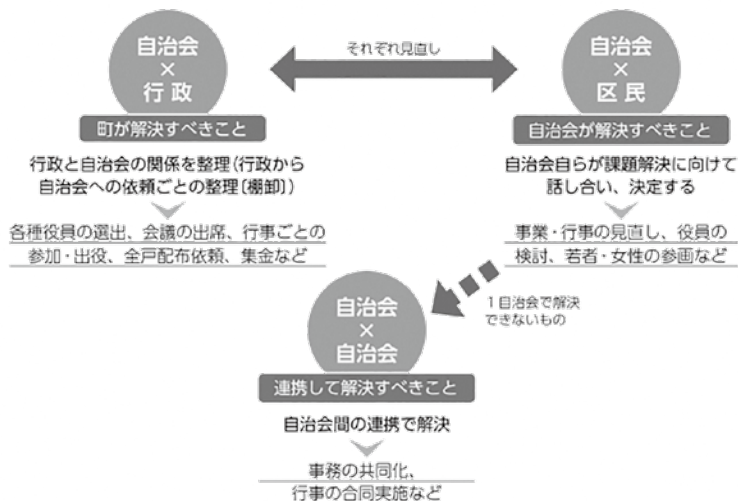 自治会
×
行政
町が解決すべきこと
行政と自治会の関係を整理(行政から
自治会への依頼ごとの整理〔棚卸〕)
各種役員の選出、会議の出席、行事ごとの
参加・出役、全戸配布依頼、集金など
それぞれ見直し
自治会
×
区民
自治会が解決すべきこと
自治会自らが課題解決に向けて
話し合い、決定する
事業・行事の見直し、役員の
検討、若者・女性の参画など
1自治会で解決
できないもの
自治会
×
自治会
連携して解決すべきこと
自治会間の連携で解決
事務の共同化、
行事の合同実施など